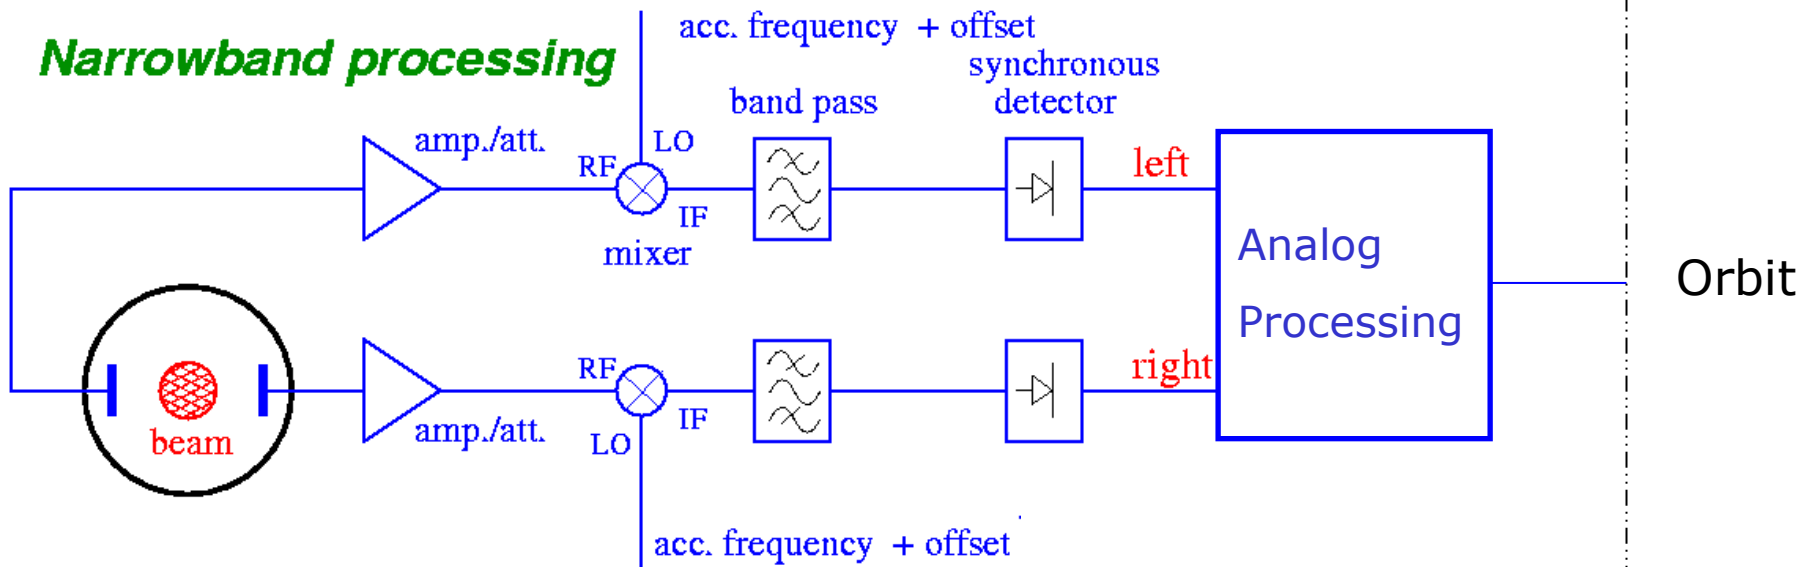 acc. frequency + offset
Narrowband processing
synchronous
band pass
detector
amp./att.
LO
RF
left
IF
mixer
Analog
Processing
Orbit
RF
right
IF
amp./att.
LO
beam
acc. frequency + offset